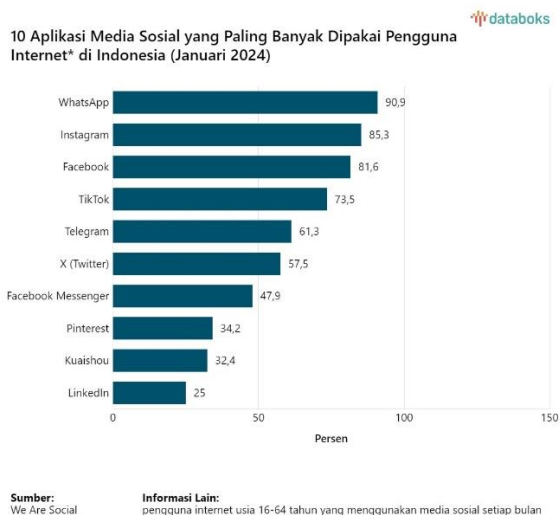 databoks
10 Aplikasi Media Sosial yang Paling Banyak Dipakai Pengguna
Internet* di Indonesia (Januari 2024)
WhatsApp 90,9
Instagram 85,3
Facebook 81,6
TikTok 73,5
Telegram 61,3
X (Twitter) 57,5
Facebook Messenger 47,9
Pinterest 34,2
Kuaishou 32,4
LinkedIn 25
0 50 100 150
Persen
Sumber: Informasi Lain:
We Are Social pengguna internet usia 16-64 tahun yang menggunakan media sosial setiap bulan